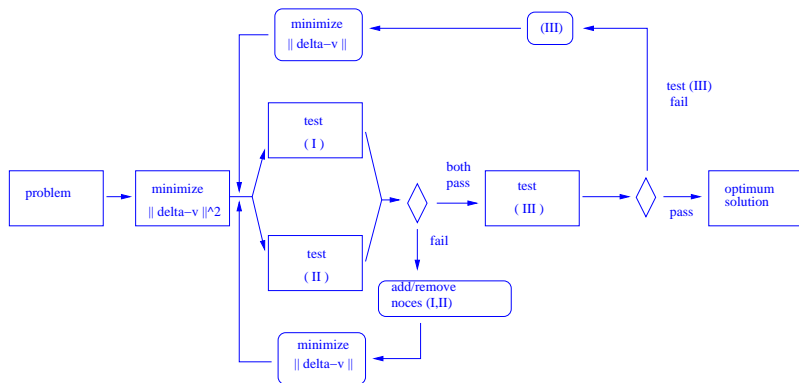 minimize
|| delta−v ||
(III)
test (III)
fail
test
( I )
both
pass
problem
minimize
|| delta−v ||^2
test
( III )
optimum
solution
pass
test
( II )
fail
add/remove
noces (I,II)
minimize
|| delta−v ||